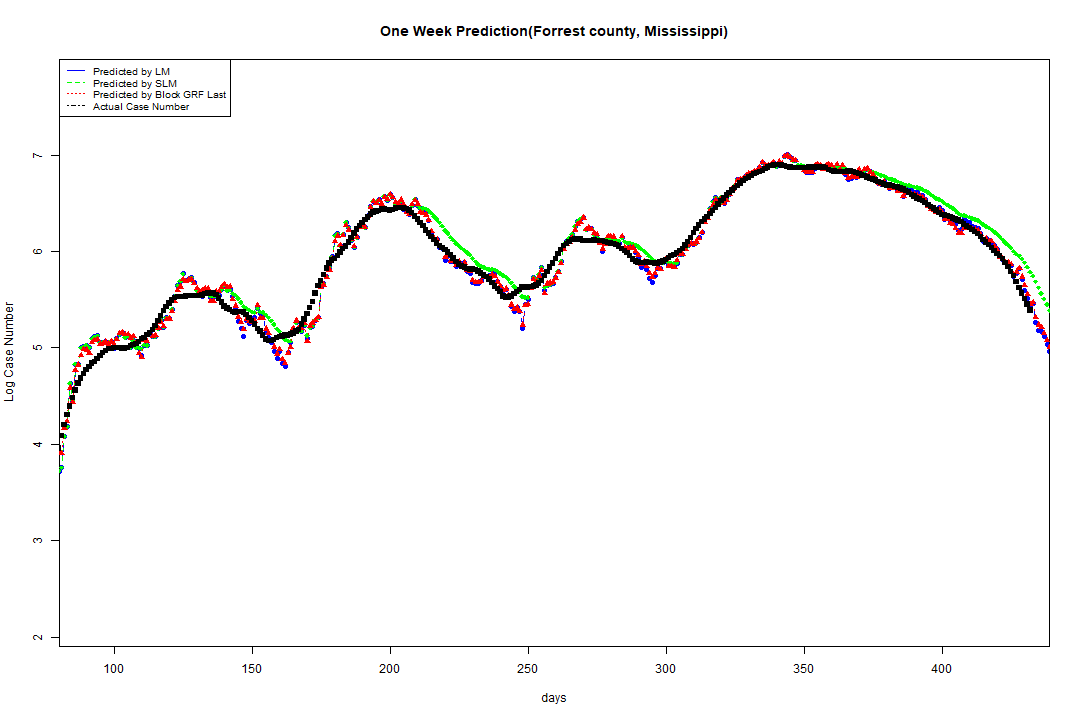 One Week Prediction(Forrest county, Mississippi)
Predicted by LM
Predicted by SLM
Predicted by Block GRF Last
Actual Case Number
7
6
5
4
3
2
Log Case Number
100 150 200 250 300 350 400
days